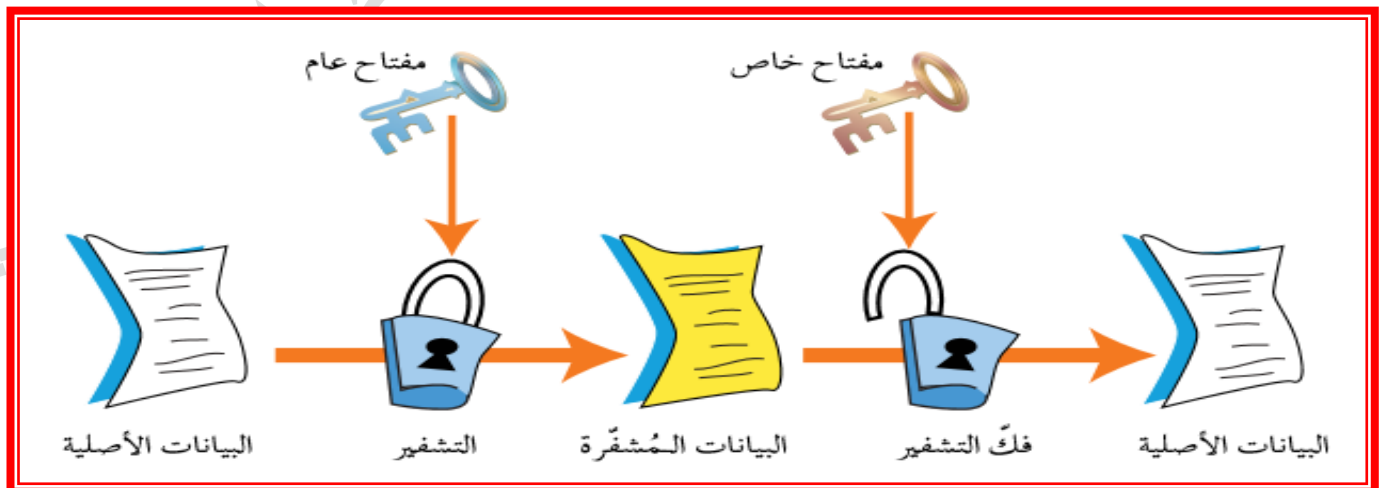 مفتاح عام
مفتاح خاص
البيانات الأصلية
التشفير
البيانات المُشفّرة
فكّ التشفير
البيانات الأصلية